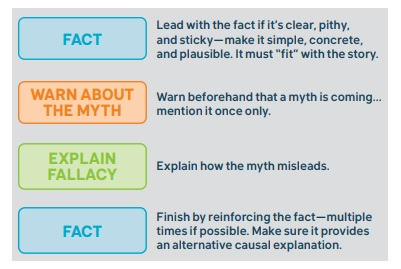 FACT
Lead with the fact if it's clear, pithy,
and sticky—make it simple, concrete,
and plausible. It must "fit" with the story.
WARN ABOUT
THE MYTH
Warn beforehand that a myth is coming...
mention it once only.
EXPLAIN
FALLACY
Explain how the myth misleads.
FACT
Finish by reinforcing the fact—multiple
times if possible. Make sure it provides
an alternative causal explanation.